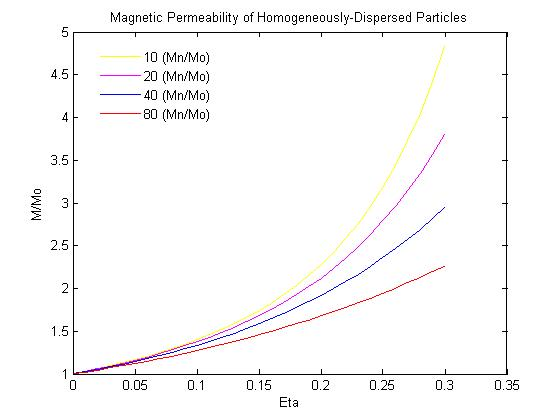 Magnetic Permeability of Homogeneously-Dispersed Particles
5
4.5
4
3.5
3
2.5
2
1.5
1
M/Mo
10 (Mn/Mo)
20 (Mn/Mo)
40 (Mn/Mo)
80 (Mn/Mo)
0 0.05 0.1 0.15 0.2 0.25 0.3 0.35
Eta